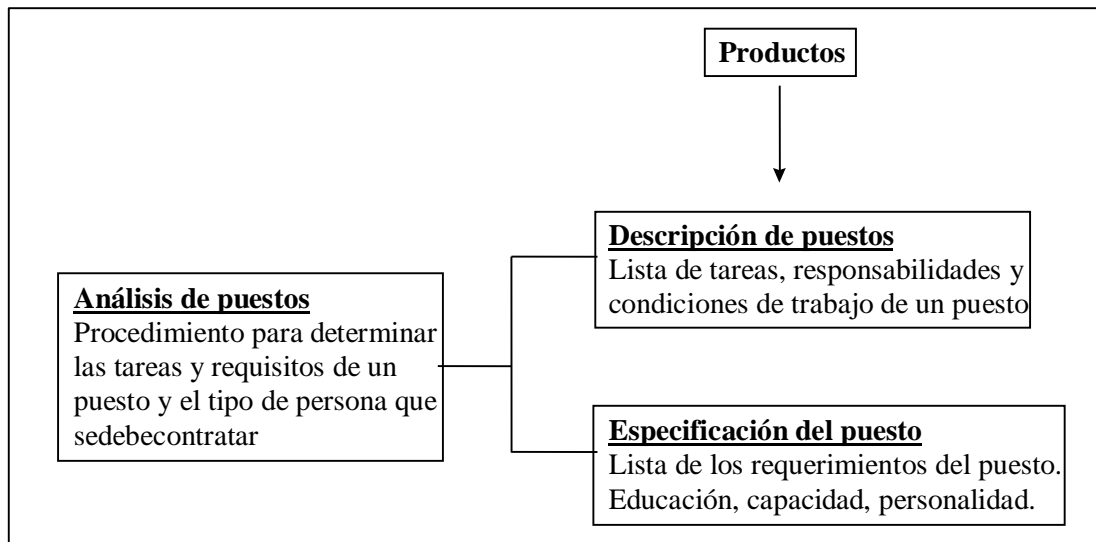 Productos
Descripción de puestos
Lista de tareas, responsabilidades y
condiciones de trabajo de un puesto
Análisis de puestos
Procedimiento para determinar
las tareas y requisitos de un
puesto y el tipo de persona que
sedebecontratar
Especificación del puesto
Lista de los requerimientos del puesto.
Educación, capacidad, personalidad.